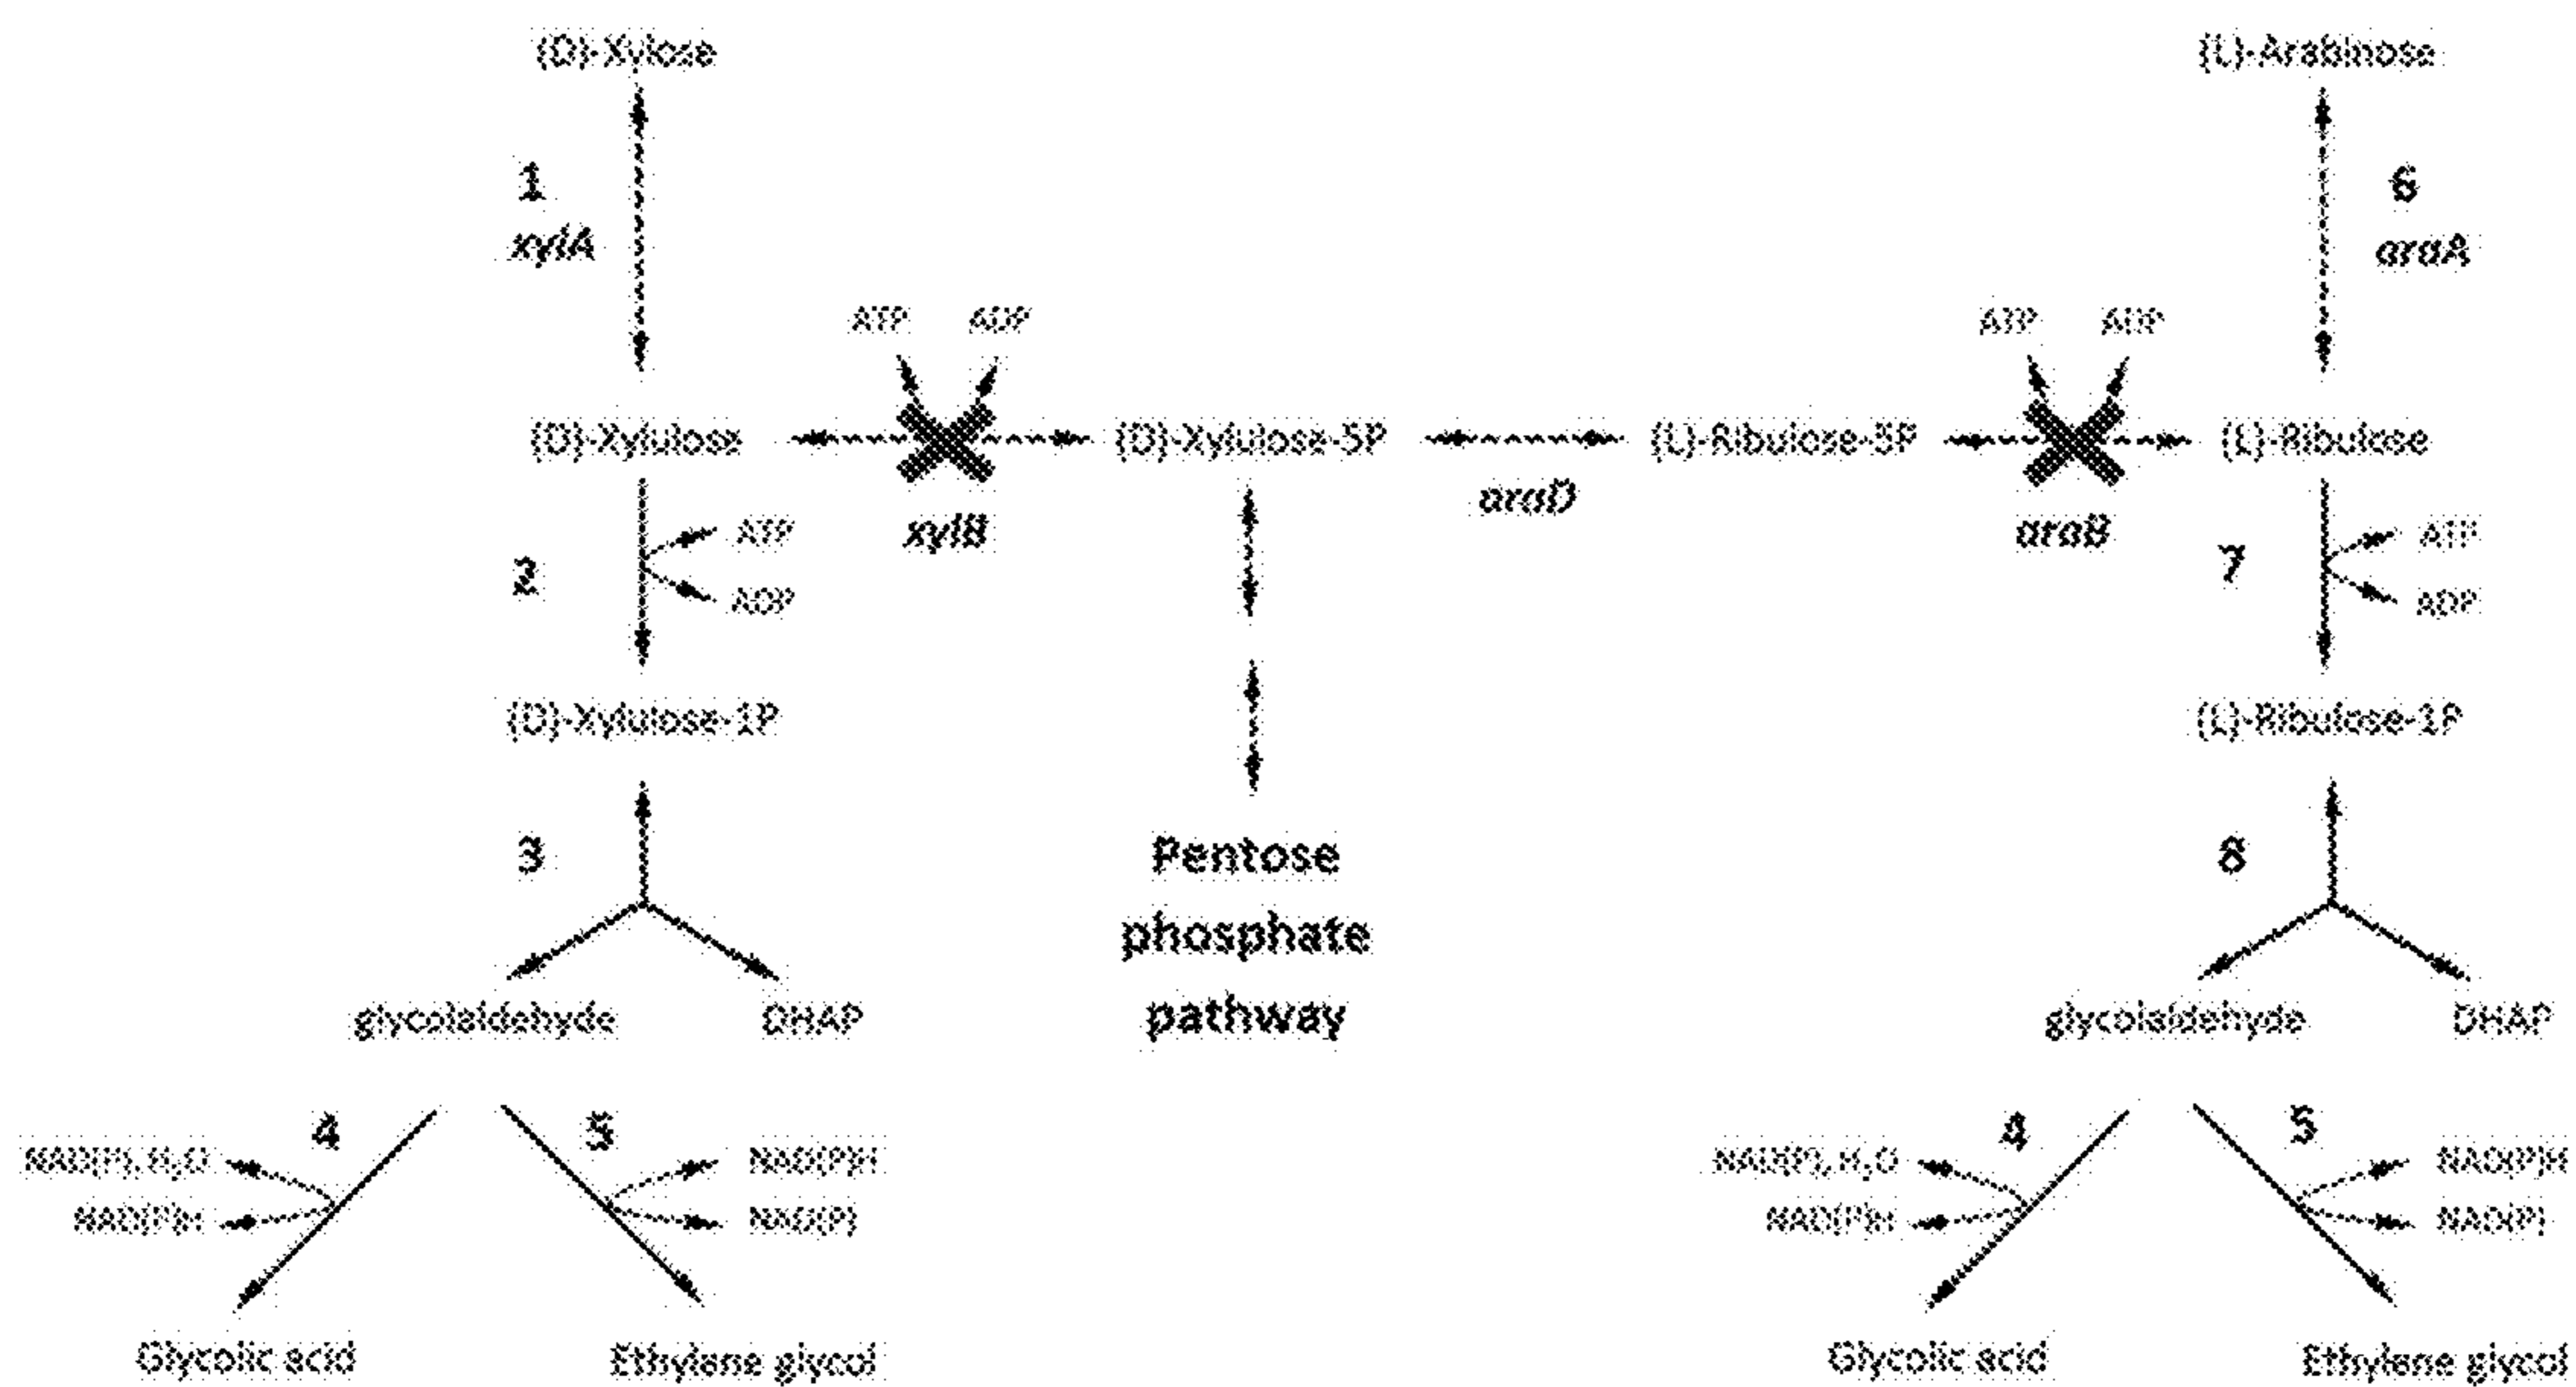 (D)-Xylose
(L)-Arabinose
1
xylA
6
araA
ATP
ADP
ATP
ADP
(D)-Xylulose
(D)-Xylulose-5P
(L)-Ribulose-5P
(L)-Ribulose
xylB
araD
araB
2
ATP
ADP
7
ATP
ADP
(D)-Xylulose-1P
(L)-Ribulose-1P
3
8
Pentose
phosphate
pathway
glycolaldehyde
DHAP
glycolaldehyde
DHAP
4
5
4
5
NAD(P), H₂O
NAD(P)H
NAD(P), H₂O
NAD(P)H
NAD(P)H
NAD(P)
NAD(P)H
NAD(P)
Glycolic acid
Ethylene glycol
Glycolic acid
Ethylene glycol